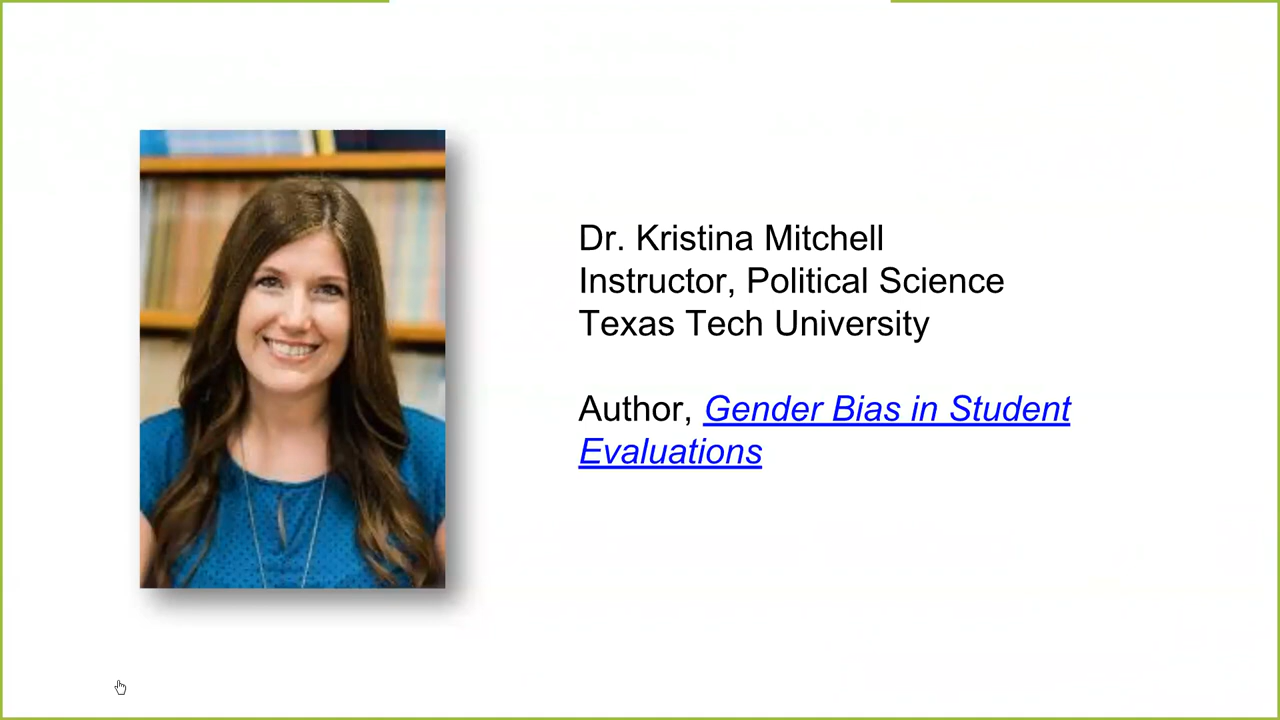 Dr. Kristina Mitchell
Instructor, Political Science
Texas Tech University
Author, Gender Bias in Student
Evaluations